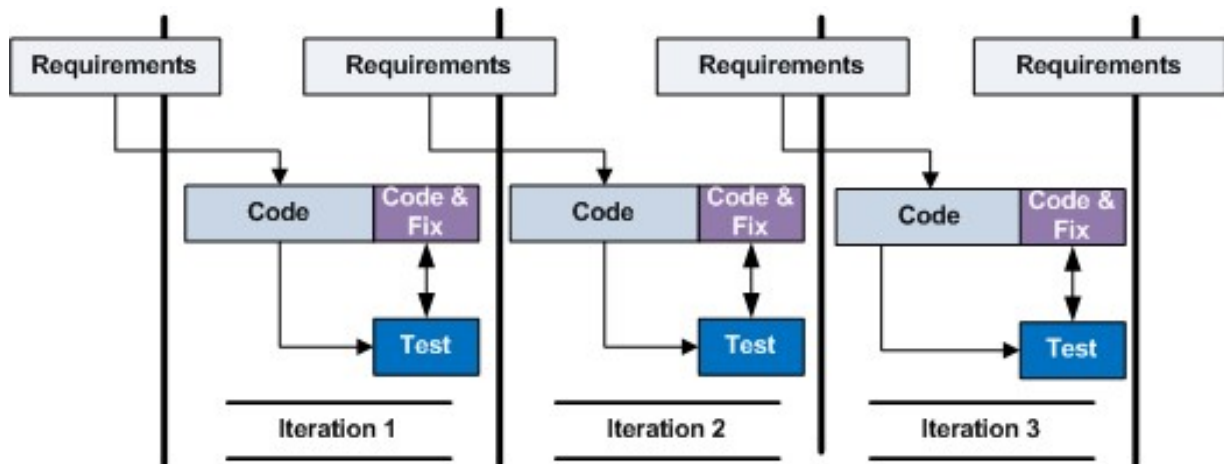 Requirements
Requirements
Requirements
Requirements
Code
Code &
Fix
Code
Code &
Fix
Code
Code &
Fix
Test
Test
Test
Iteration 1
Iteration 2
Iteration 3